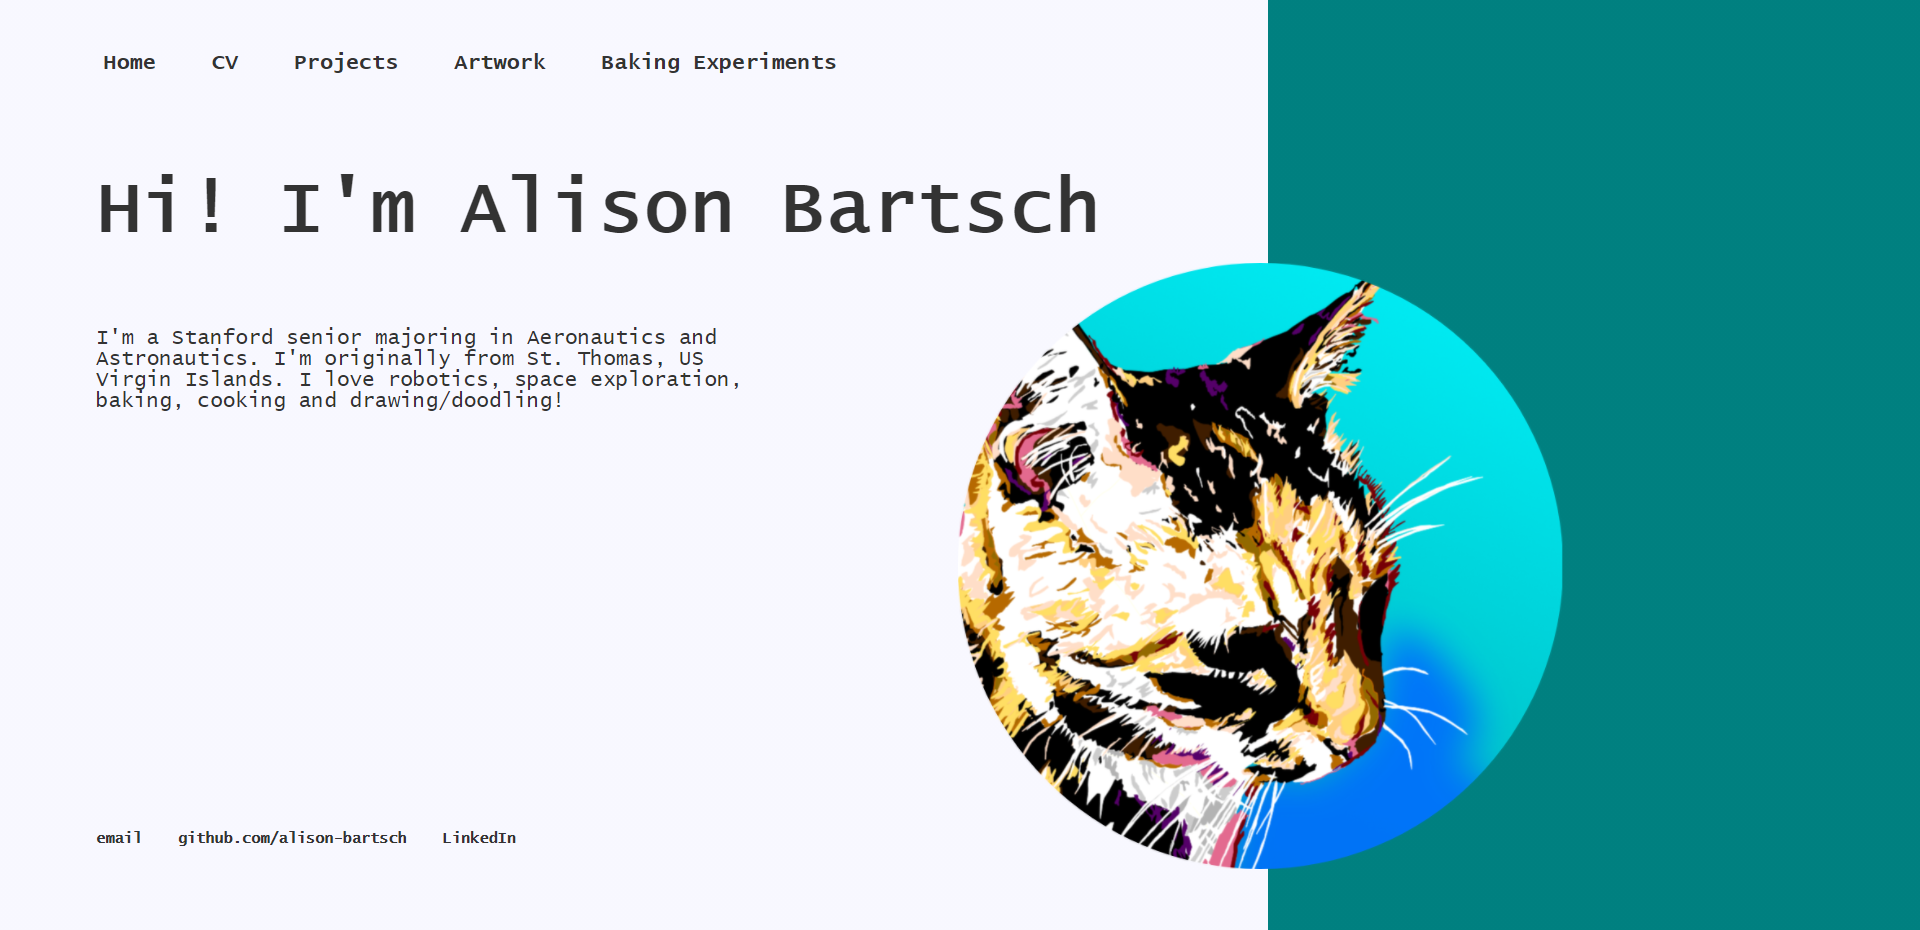 Home CV Projects Artwork Baking Experiments
Hi! I'm Alison Bartsch
I'm a Stanford senior majoring in Aeronautics and
Astronautics. I'm originally from St. Thomas, US
Virgin Islands. I love robotics, space exploration,
baking, cooking and drawing/doodling!
email github.com/alison-bartsch LinkedIn